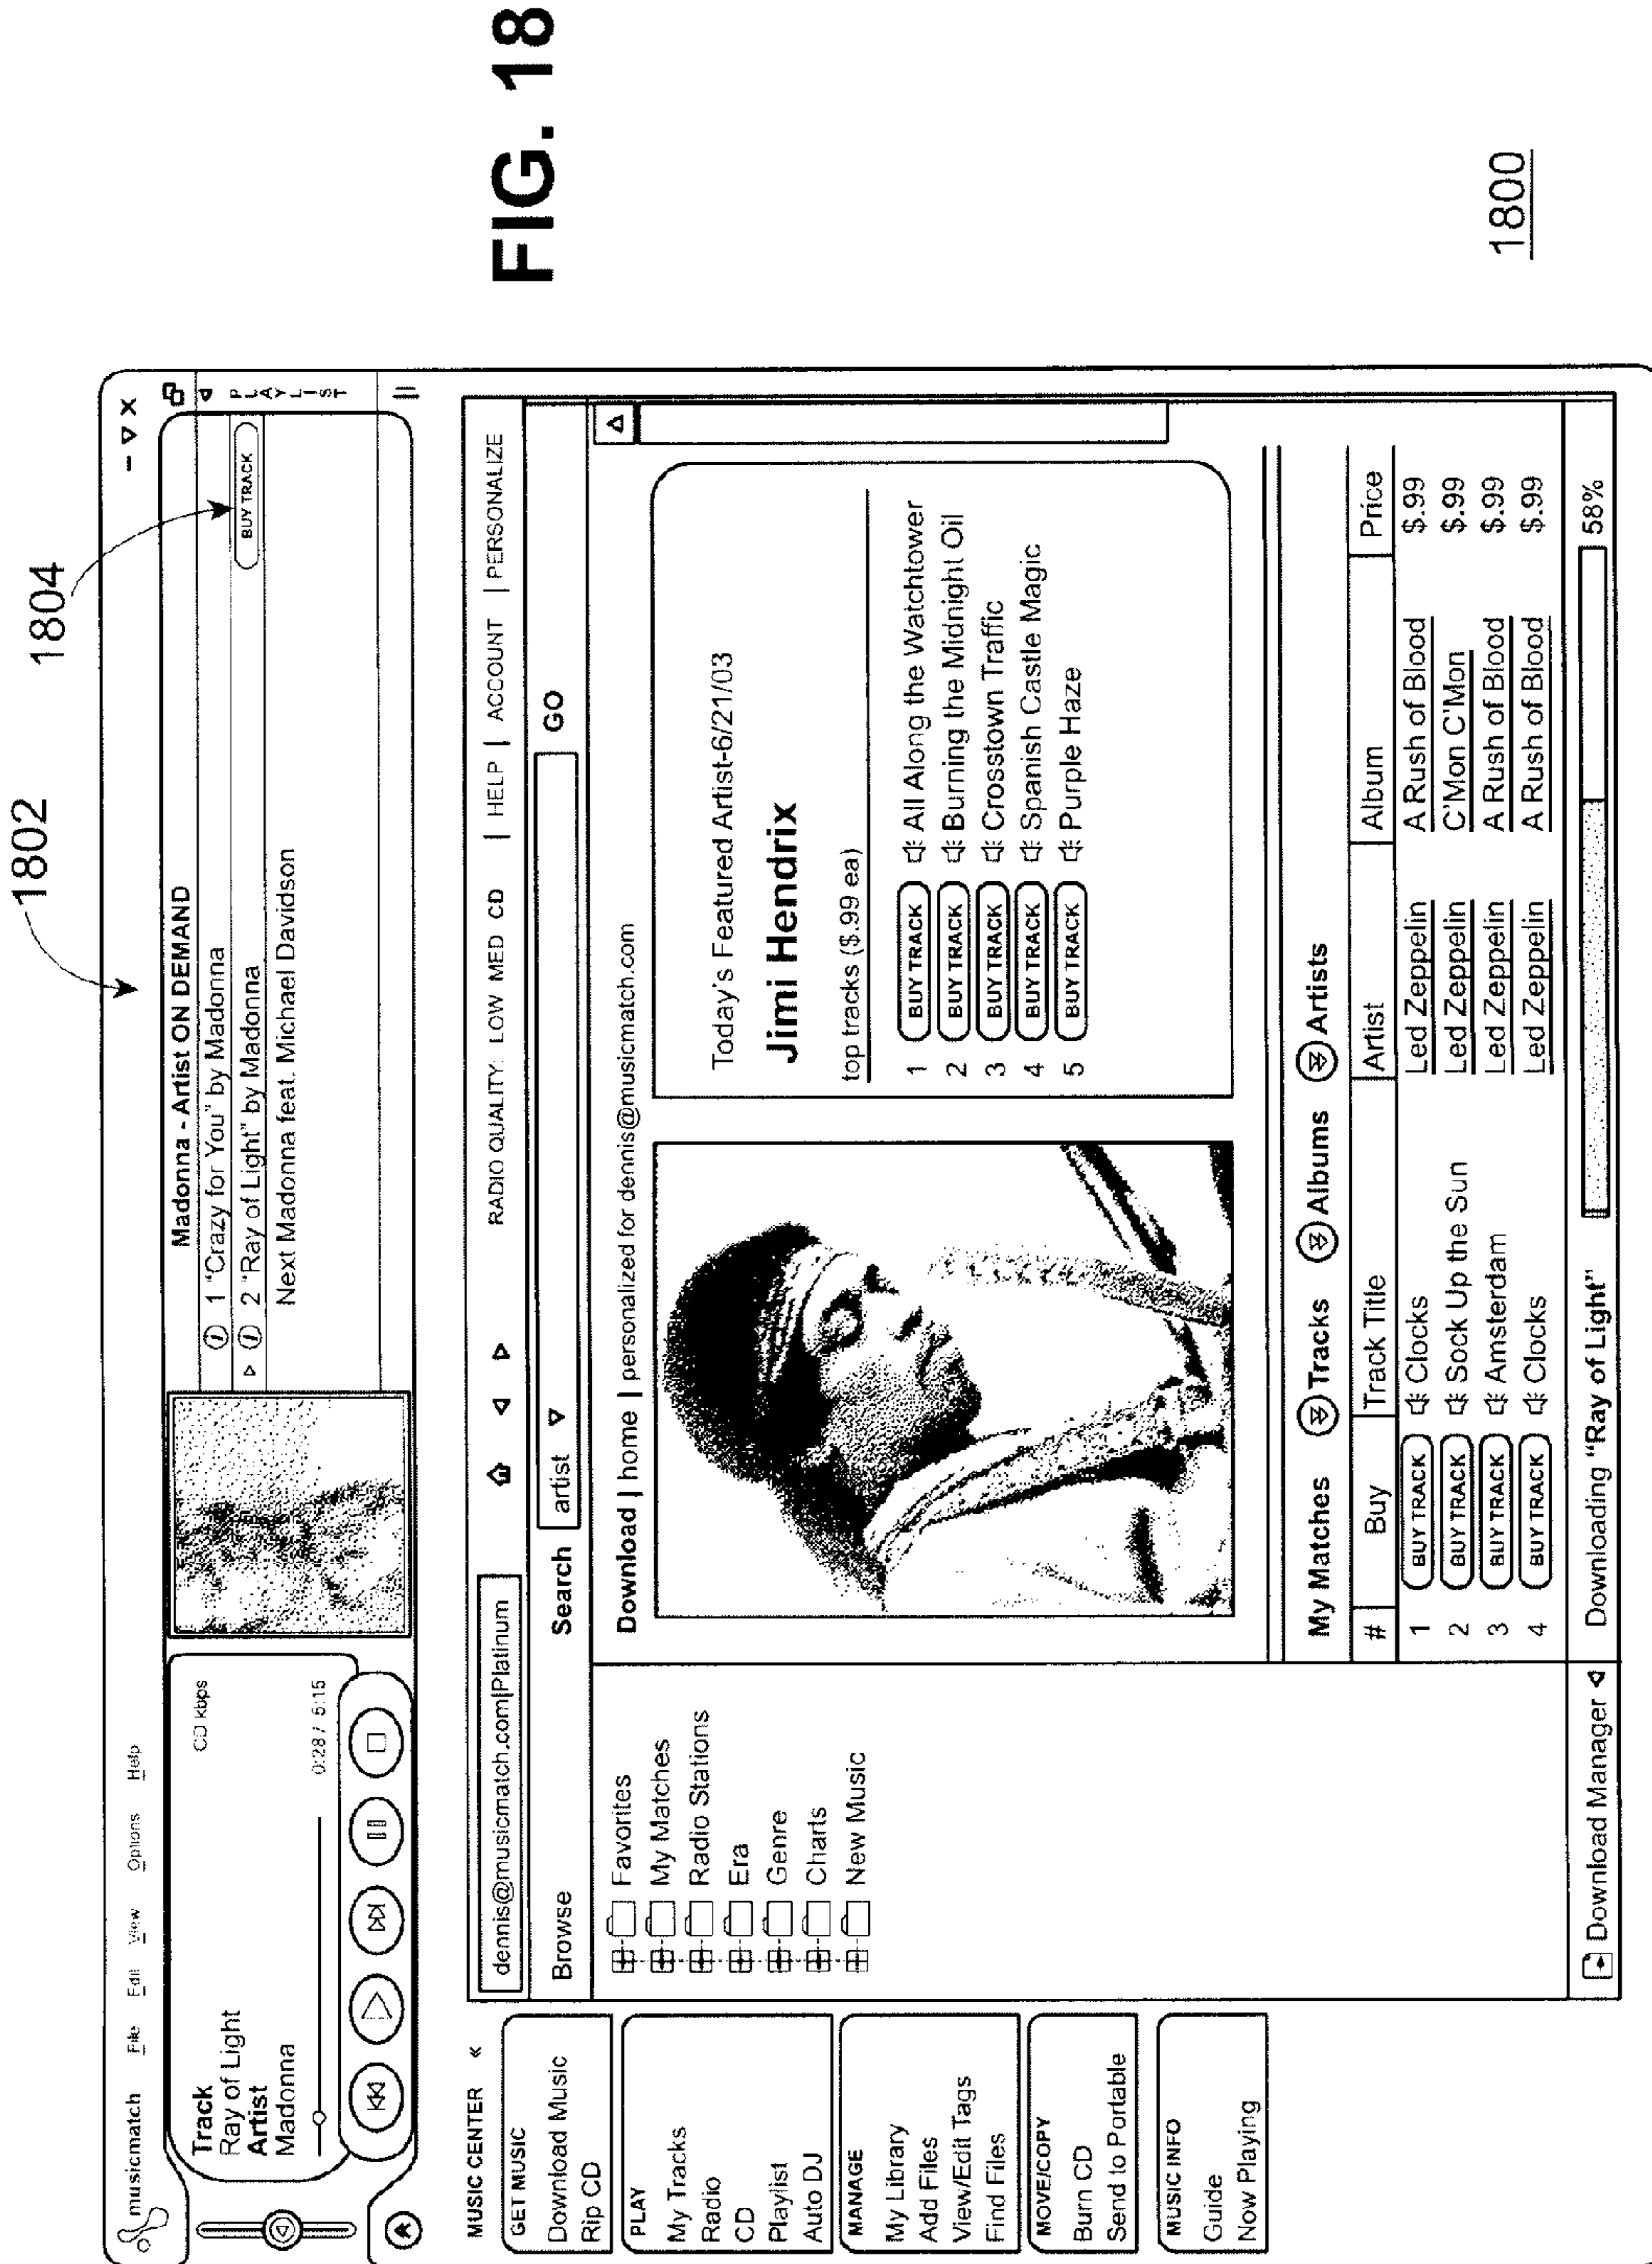 FIG. 18
1800
1802
1804
musicmatch File Edit View Options Help
Track
Ray of Light
Artist
Madonna
CD kbps
0:28 / 5:15
Madonna - Artist ON DEMAND
1 "Crazy for You" by Madonna
2 "Ray of Light" by Madonna
BUY TRACK
Next Madonna feat. Michael Davidson
PLAYLIST
MUSIC CENTER «
GET MUSIC
Download Music
Rip CD
PLAY
My Tracks
Radio
CD
Playlist
Auto DJ
MANAGE
My Library
Add Files
View/Edit Tags
Find Files
MOVE/COPY
Burn CD
Send to Portable
MUSIC INFO
Guide
Now Playing
dennis@musicmatch.com|Platinum
RADIO QUALITY: LOW MED CD | HELP | ACCOUNT | PERSONALIZE
Browse
Search artist GO
Favorites
My Matches
Radio Stations
Era
Genre
Charts
New Music
Download | home | personalized for dennis@musicmatch.com
Today's Featured Artist-6/21/03
Jimi Hendrix
top tracks ($.99 ea)
1 BUY TRACK All Along the Watchtower
2 BUY TRACK Burning the Midnight Oil
3 BUY TRACK Crosstown Traffic
4 BUY TRACK Spanish Castle Magic
5 BUY TRACK Purple Haze
My Matches Tracks Albums Artists
# Buy Track Title Artist Album Price
1 BUY TRACK Clocks Led Zeppelin A Rush of Blood $.99
2 BUY TRACK Sock Up the Sun Led Zeppelin C'Mon C'Mon $.99
3 BUY TRACK Amsterdam Led Zeppelin A Rush of Blood $.99
4 BUY TRACK Clocks Led Zeppelin A Rush of Blood $.99
Download Manager Downloading "Ray of Light" 58%